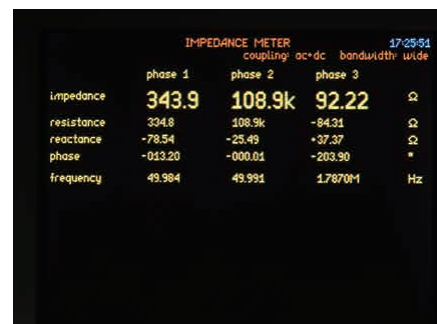 IMPEDANCE METER 17:25:51
coupling: ac+dc bandwidth: wide
phase 1 phase 2 phase 3
impedance 343.9 108.9k 92.22 Ω
resistance 334.8 108.9k -84.31 Ω
reactance -78.54 -25.49 +37.37 Ω
phase -013.20 -000.01 -203.90 °
frequency 49.984 49.991 1.7870M Hz